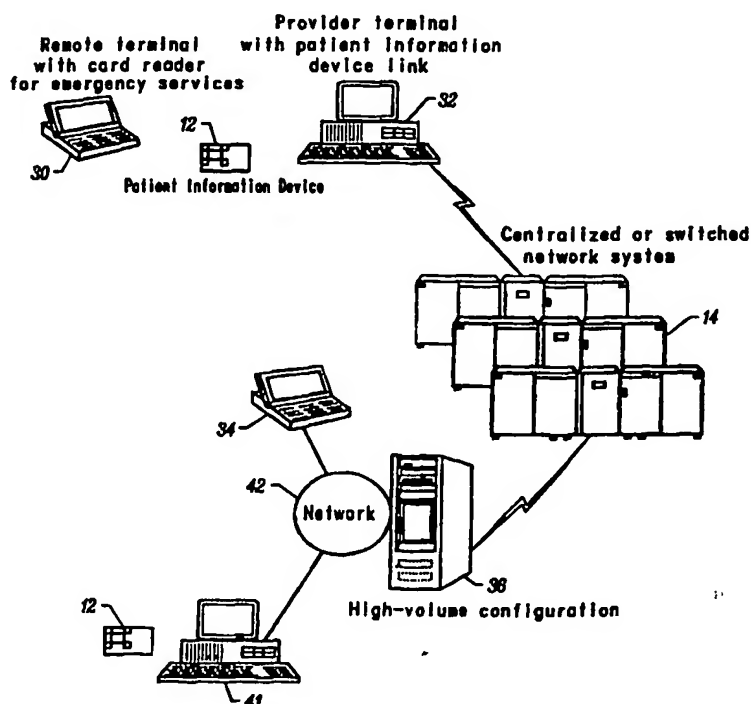 Provider terminal
with patient information
device link
Remote terminal
with card reader
for emergency services
32
12
30
Patient Information Device
Centralized or switched
network system
14
34
42
Network
36
High-volume configuration
12
41